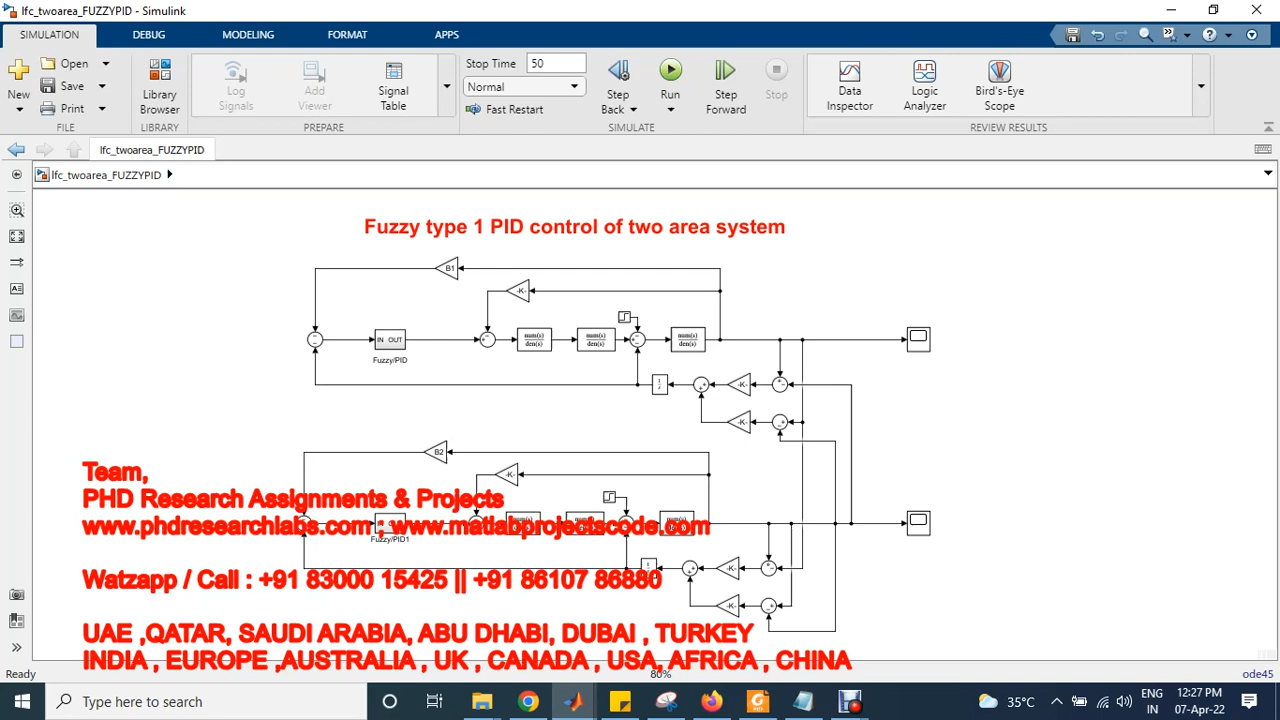 lfc_twoarea_FUZZYPID - Simulink
SIMULATION DEBUG MODELING FORMAT APPS
New
Open
Save
Print
FILE
Library Browser
LIBRARY
Log Signals
Add Viewer
Signal Table
PREPARE
Stop Time 50
Normal
Fast Restart
Step Back
Run
Step Forward
Stop
SIMULATE
Data Inspector
Logic Analyzer
Bird's-Eye Scope
REVIEW RESULTS
lfc_twoarea_FUZZYPID
lfc_twoarea_FUZZYPID
Fuzzy type 1 PID control of two area system
B1
-K-
IN OUT
Fuzzy/PID
num(s)
den(s)
num(s)
den(s)
num(s)
den(s)
-K-
-K-
B2
-K-
Fuzzy/PID1
-K-
-K-
Team,
PHD Research Assignments & Projects
www.phdresearchlabs.com , www.matlabprojectscode.com
Watzapp / Call : +91 83000 15425 || +91 86107 86880
UAE ,QATAR, SAUDI ARABIA, ABU DHABI, DUBAI , TURKEY
INDIA , EUROPE ,AUSTRALIA , UK , CANADA , USA, AFRICA , CHINA
Ready 80% ode45
Type here to search
35°C
ENG
IN
12:27 PM
07-Apr-22